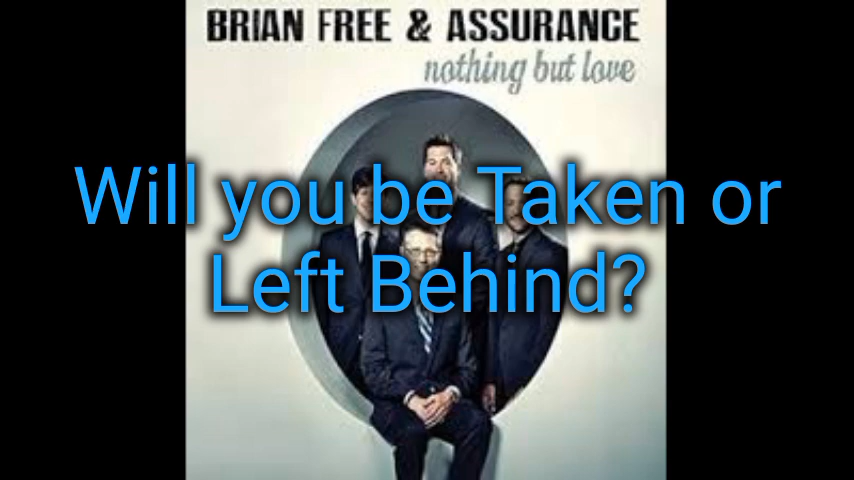 BRIAN FREE & ASSURANCE
nothing but love
Will you be Taken or
Left Behind?